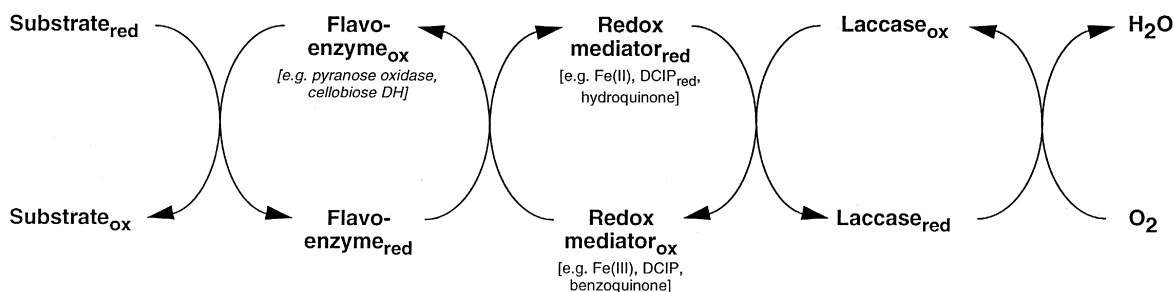 Substrate_red
Flavo-
enzyme_ox
[e.g. pyranose oxidase,
cellobiose DH]
Redox
mediator_red
[e.g. Fe(II), DCIP_red,
hydroquinone]
Laccase_ox
H₂O
Substrate_ox
Flavo-
enzyme_red
Redox
mediator_ox
[e.g. Fe(III), DCIP,
benzoquinone]
Laccase_red
O₂